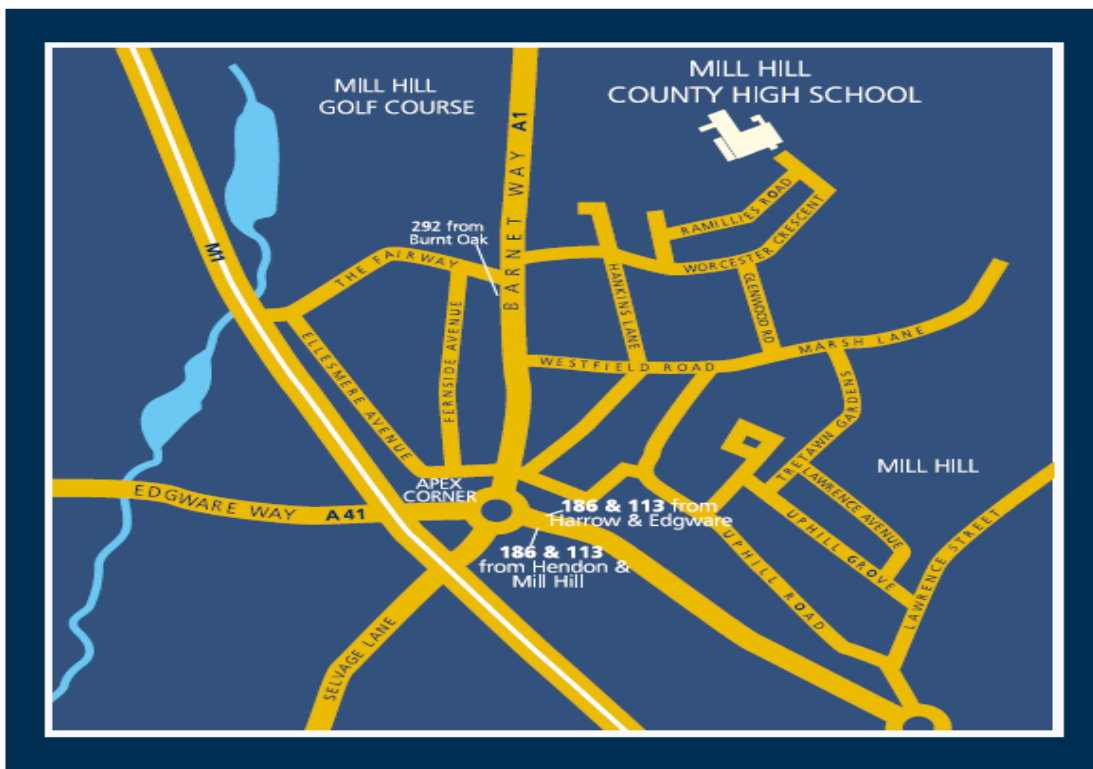 MILL HILL
GOLF COURSE
MILL HILL
COUNTY HIGH SCHOOL
BARNET WAY A1
292 from
Burnt Oak
M1
THE FAIRWAY
RAMILLIES ROAD
WORCESTER CRESCENT
HANKINS LANE
GLENWOOD RD
ELLESMERE AVENUE
FERNSIDE AVENUE
WESTFIELD ROAD
MARSH LANE
TRETAWN GARDENS
MILL HILL
APEX
CORNER
EDGWARE WAY A 41
186 & 113 from
Harrow & Edgware
186 & 113
from Hendon &
Mill Hill
LAWRENCE AVENUE
UPHILL GROVE
UPHILL ROAD
LAWRENCE STREET
SELVAGE LANE